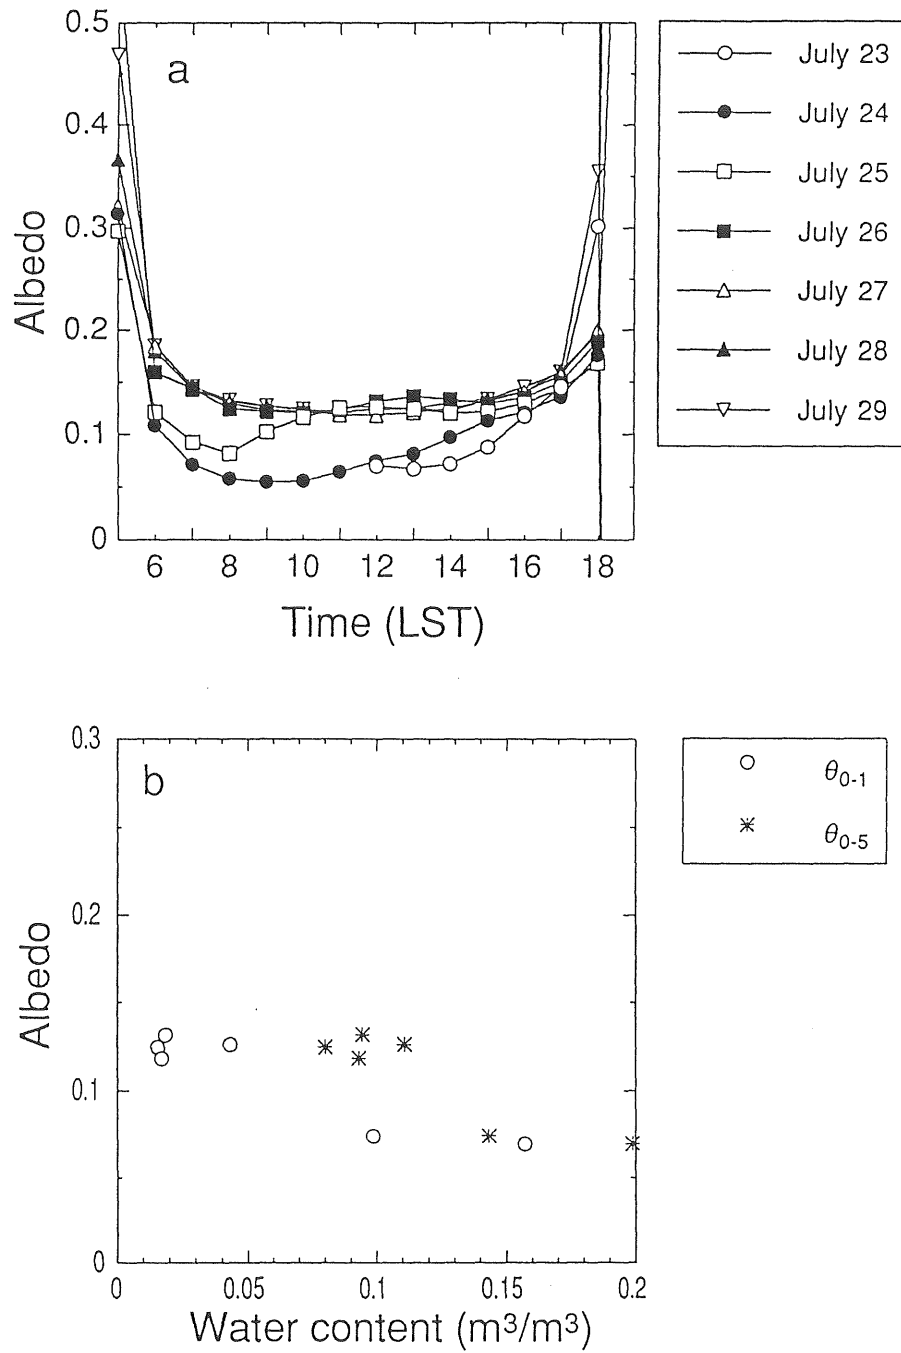 a
0.5
0.4
0.3
0.2
0.1
0
Albedo
6 8 10 12 14 16 18
Time (LST)
July 23
July 24
July 25
July 26
July 27
July 28
July 29
b
0.3
0.2
0.1
0
Albedo
0 0.05 0.1 0.15 0.2
Water content (m³/m³)
θ₀₋₁
θ₀₋₅